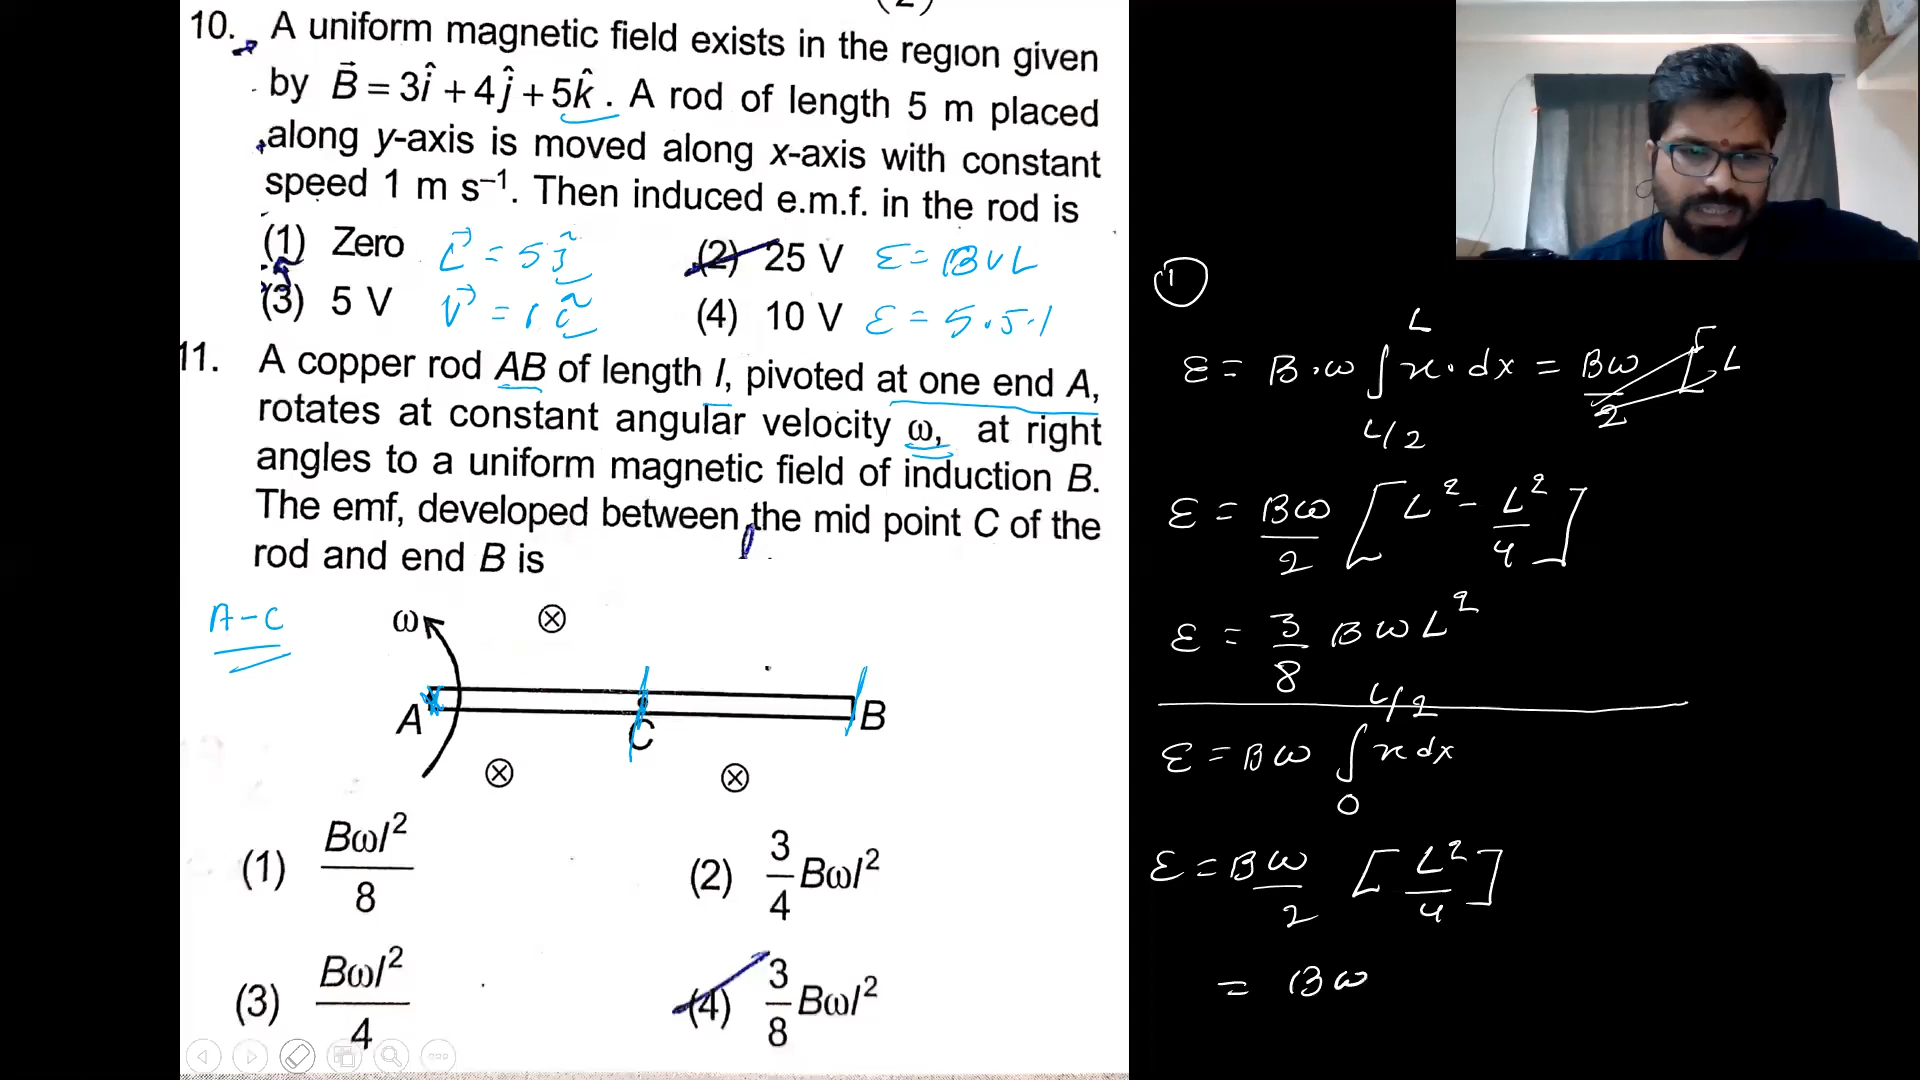 (2)
10. A uniform magnetic field exists in the region given
by B⃗ = 3î + 4ĵ + 5k̂ . A rod of length 5 m placed
along y-axis is moved along x-axis with constant
speed 1 m s⁻¹. Then induced e.m.f. in the rod is
(1) Zero L⃗ = 5ĵ (2) 25 V ε = BVL
(3) 5 V V⃗ = 1î (4) 10 V ε = 5.5.1
11. A copper rod AB of length l, pivoted at one end A,
rotates at constant angular velocity ω, at right
angles to a uniform magnetic field of induction B.
The emf, developed between the mid point C of the
rod and end B is
A-C
ω ⊗
A C B
⊗ ⊗
(1) Bωl²/8 (2) 3/4 Bωl²
(3) Bωl²/4 (4) 3/8 Bωl²
①
ε = B.ω ∫_{L/2}^{L} x.dx = Bω/2
ε = Bω/2 [L² - L²/4]
ε = 3/8 BωL²
ε = Bω ∫_{0}^{L/2} x dx
ε = Bω/2 [L²/4]
= Bω